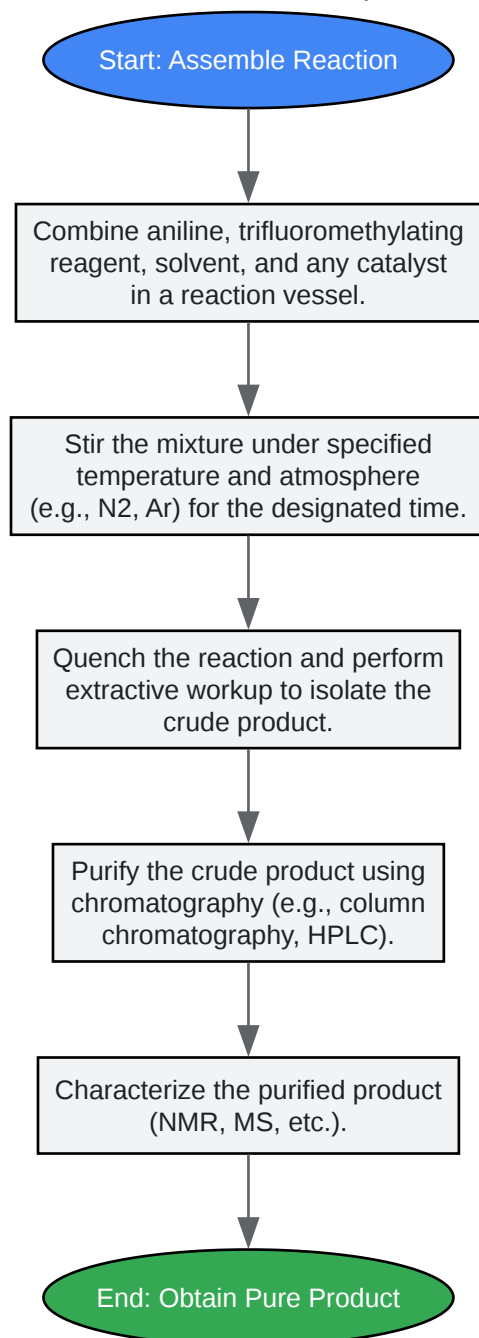 Start: Assemble Reaction
Combine aniline, trifluoromethylating
reagent, solvent, and any catalyst
in a reaction vessel.
Stir the mixture under specified
temperature and atmosphere
(e.g., N2, Ar) for the designated time.
Quench the reaction and perform
extractive workup to isolate the
crude product.
Purify the crude product using
chromatography (e.g., column
chromatography, HPLC).
Characterize the purified product
(NMR, MS, etc.).
End: Obtain Pure Product